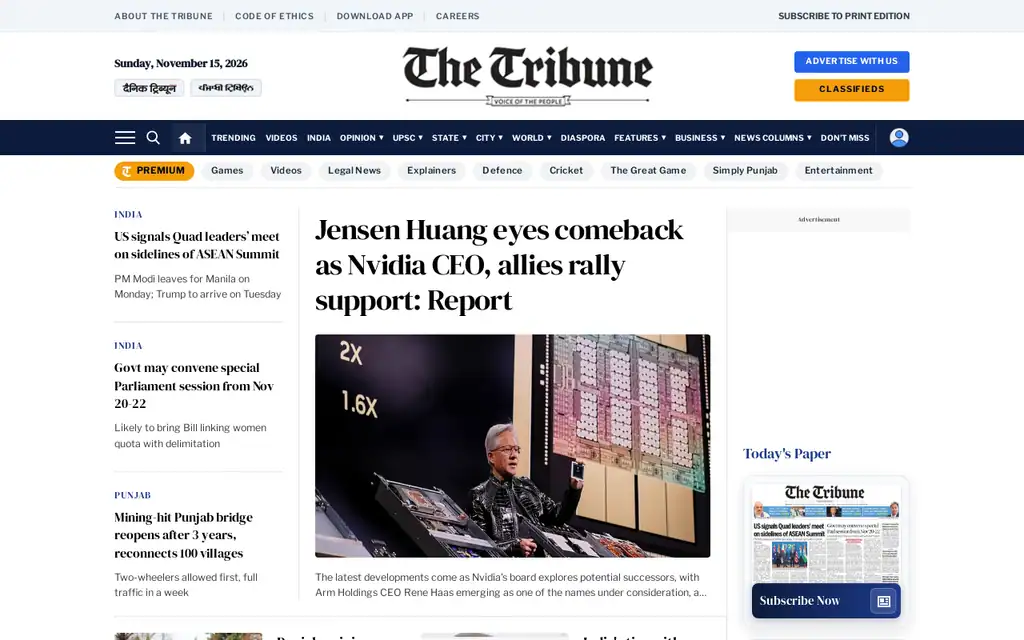 ABOUT THE TRIBUNE
CODE OF ETHICS
DOWNLOAD APP
CAREERS
SUBSCRIBE TO PRINT EDITION
Sunday, November 15, 2026
दैनिक ट्रिब्यून
ਪੰਜਾਬੀ ਟ੍ਰਿਬਿਊਨ
The Tribune
VOICE OF THE PEOPLE
ADVERTISE WITH US
CLASSIFIEDS
TRENDING VIDEOS INDIA OPINION UPSC STATE CITY WORLD DIASPORA FEATURES BUSINESS NEWS COLUMNS DON'T MISS
PREMIUM Games Videos Legal News Explainers Defence Cricket The Great Game Simply Punjab Entertainment
INDIA
US signals Quad leaders’ meet
on sidelines of ASEAN Summit
PM Modi leaves for Manila on
Monday; Trump to arrive on Tuesday
INDIA
Govt may convene special
Parliament session from Nov
20-22
Likely to bring Bill linking women
quota with delimitation
PUNJAB
Mining-hit Punjab bridge
reopens after 3 years,
reconnects 100 villages
Two-wheelers allowed first, full
traffic in a week
Jensen Huang eyes comeback
as Nvidia CEO, allies rally
support: Report
2X
1.6X
The latest developments come as Nvidia's board explores potential successors, with
Arm Holdings CEO Rene Haas emerging as one of the names under consideration, a...
Advertisement
Today's Paper
The Tribune
US signals Quad leaders' meet
on sidelines of ASEAN Summit
Subscribe Now